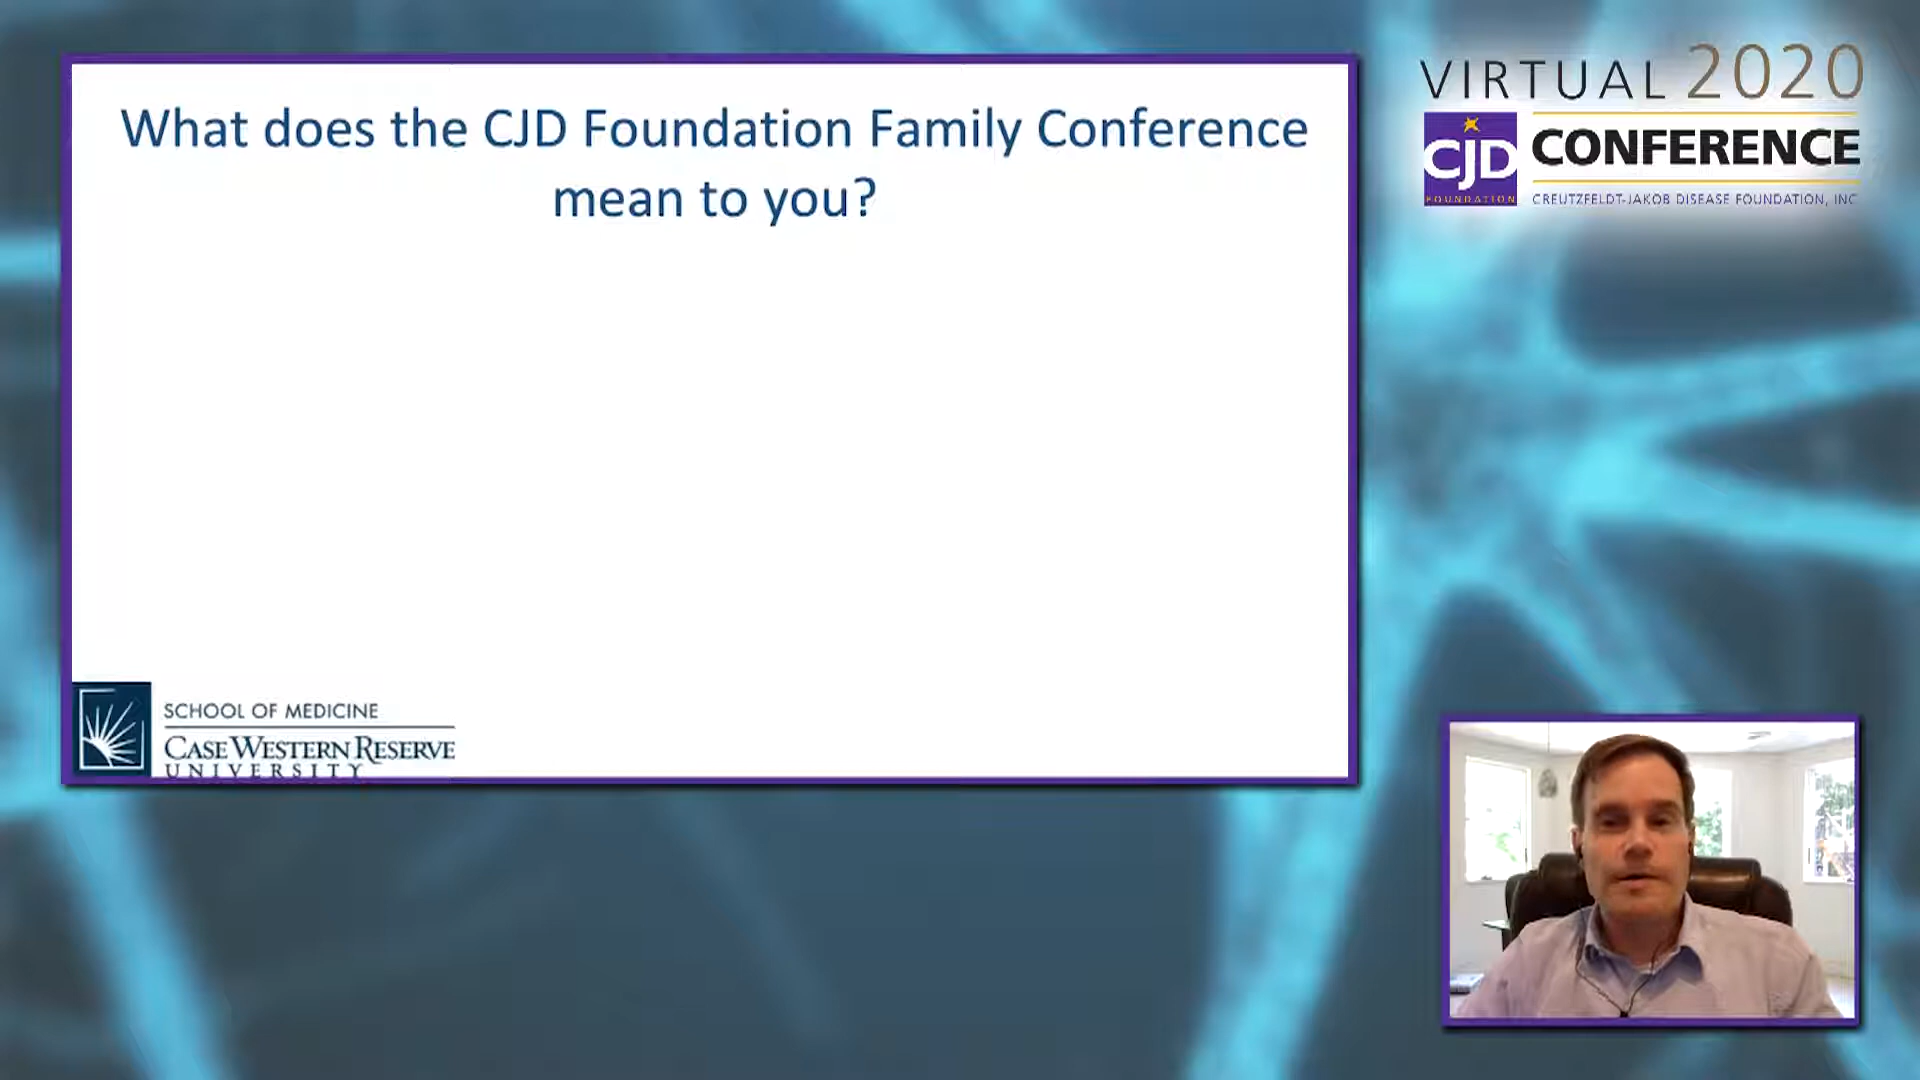 What does the CJD Foundation Family Conference
mean to you?
VIRTUAL 2020
CJD
FOUNDATION
CONFERENCE
CREUTZFELDT-JAKOB DISEASE FOUNDATION, INC
SCHOOL OF MEDICINE
CASE WESTERN RESERVE
UNIVERSITY